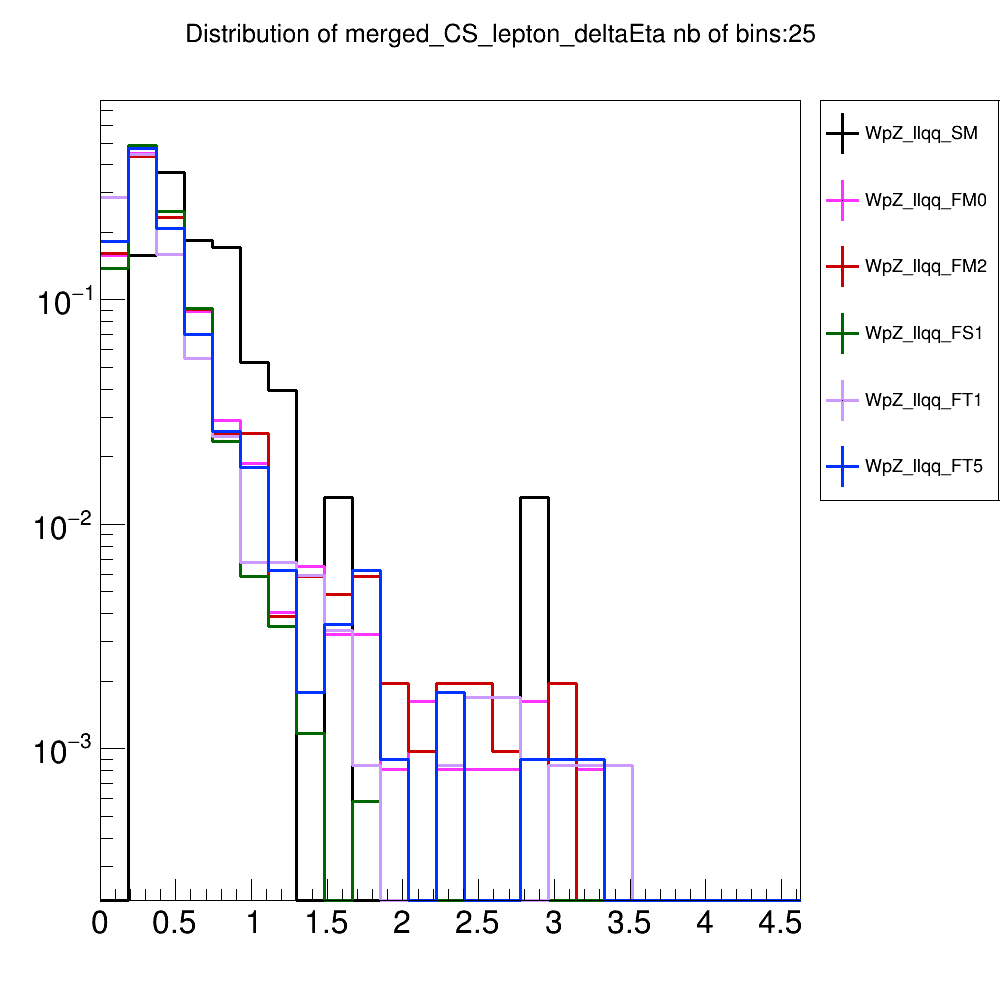 Distribution of merged_CS_lepton_deltaEta nb of bins:25
WpZ_llqq_SM
WpZ_llqq_FM0
WpZ_llqq_FM2
WpZ_llqq_FS1
WpZ_llqq_FT1
WpZ_llqq_FT5
10⁻¹
10⁻²
10⁻³
0 0.5 1 1.5 2 2.5 3 3.5 4 4.5